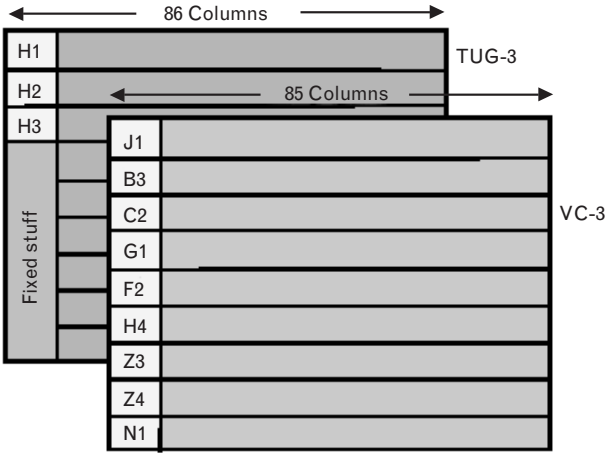 86 Columns
H1
TUG-3
H2
85 Columns
H3
J1
B3
C2
VC-3
G1
Fixed stuff
F2
H4
Z3
Z4
N1